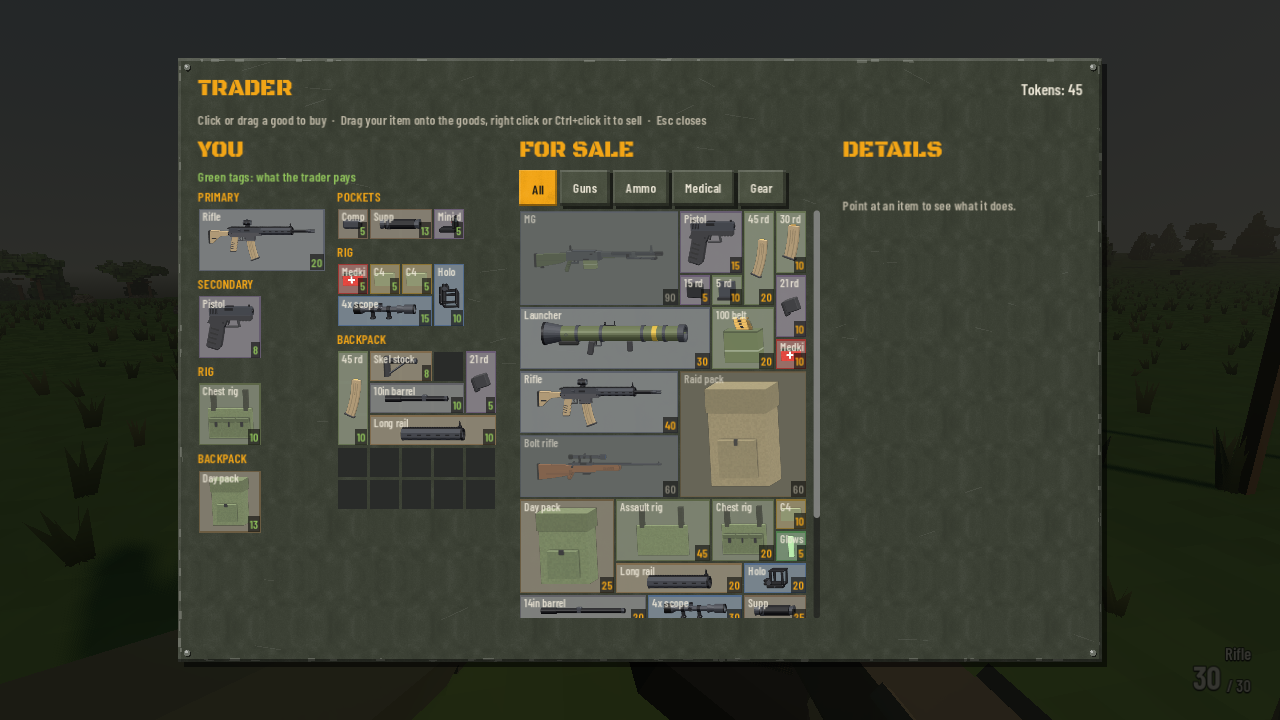 TRADER
Tokens: 45
Click or drag a good to buy · Drag your item onto the goods, right click or Ctrl+click it to sell · Esc closes
YOU
Green tags: what the trader pays
PRIMARY
Rifle
20
SECONDARY
Pistol
8
RIG
Chest rig
10
BACKPACK
Day pack
13
POCKETS
Comp
5
Supp
13
5
RIG
Medki
5
C4
5
C4
5
Holo
10
4x scope
15
BACKPACK
45 rd
10
Skel stock
8
21 rd
5
10in barrel
10
Long rail
10
FOR SALE
All
Guns
Ammo
Medical
Gear
MG
90
Pistol
15
45 rd
20
30 rd
10
15 rd
5
5 rd
10
21 rd
10
Launcher
30
100 belt
20
Medki
10
Rifle
40
Raid pack
60
Bolt rifle
60
Day pack
25
Assault rig
45
Chest rig
20
C4
10
5
Long rail
20
Holo
20
14in barrel
20
4x scope
30
Supp
25
DETAILS
Point at an item to see what it does.
Rifle
30 / 30